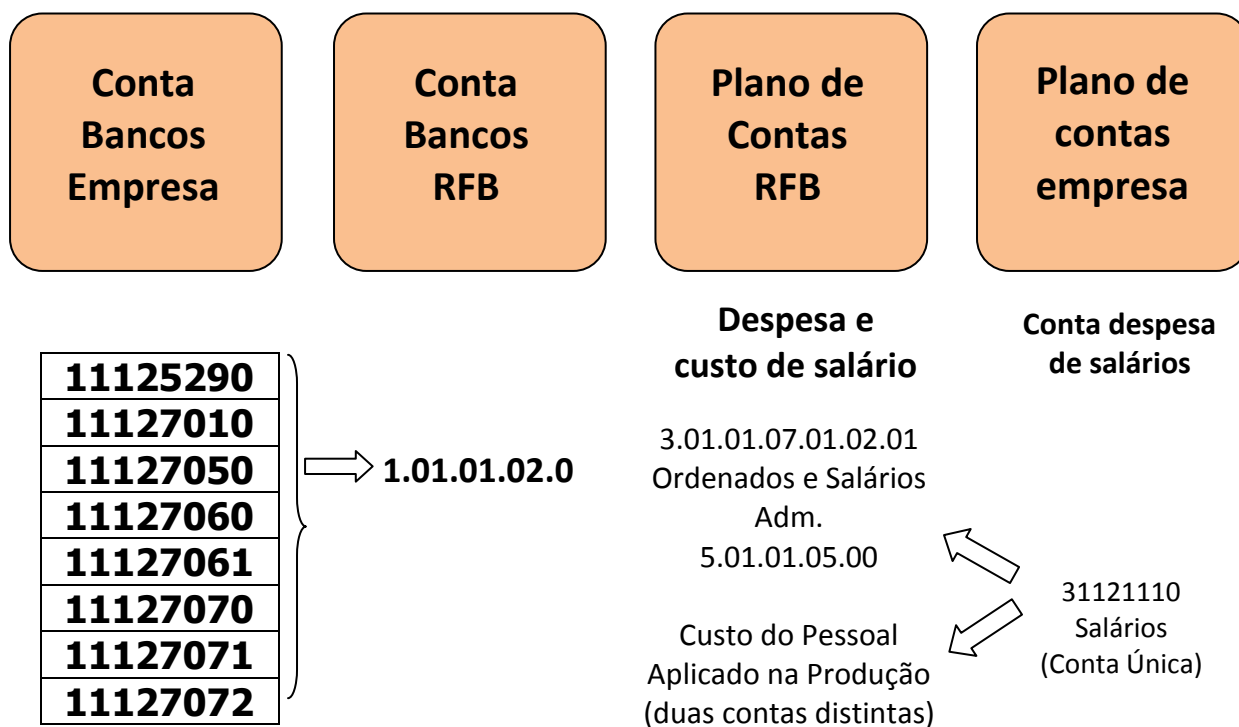 Conta
Bancos
Empresa
Conta
Bancos
RFB
Plano de
Contas
RFB
Plano de
contas
empresa
11125290
11127010
11127050
11127060
11127061
11127070
11127071
11127072
1.01.01.02.0
Despesa e
custo de salário
3.01.01.07.01.02.01
Ordenados e Salários
Adm.
5.01.01.05.00
Custo do Pessoal
Aplicado na Produção
(duas contas distintas)
Conta despesa
de salários
31121110
Salários
(Conta Única)